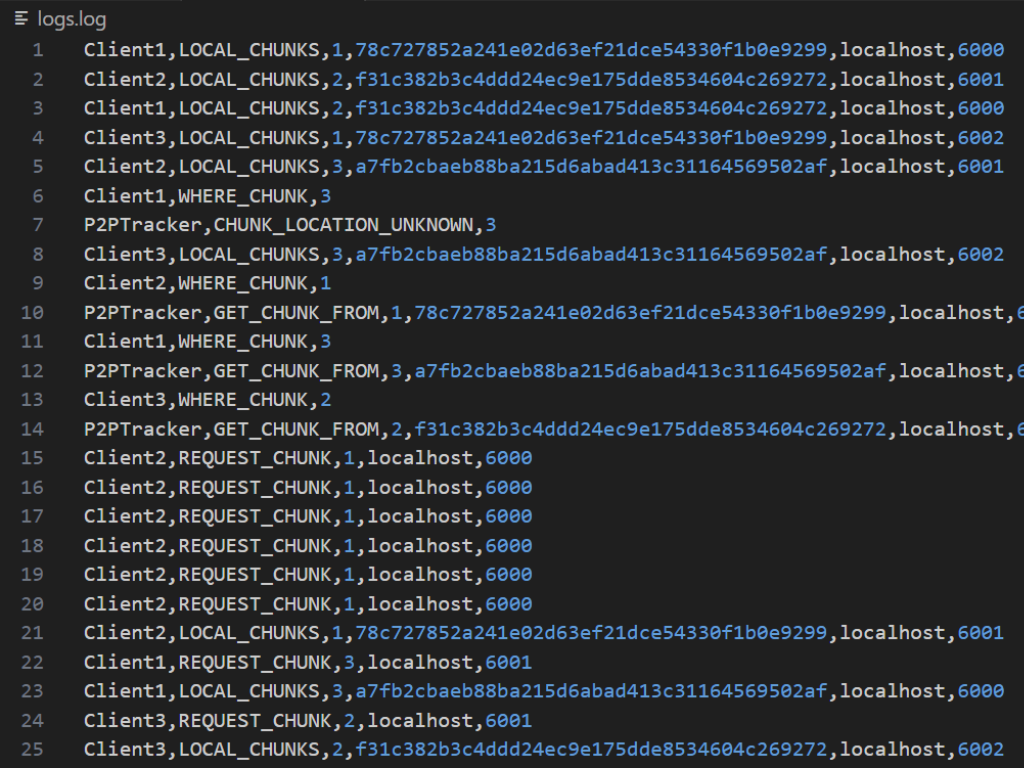 logs.log
1 Client1,LOCAL_CHUNKS,1,78c727852a241e02d63ef21dce54330f1b0e9299,localhost,6000
2 Client2,LOCAL_CHUNKS,2,f31c382b3c4ddd24ec9e175dde8534604c269272,localhost,6001
3 Client1,LOCAL_CHUNKS,2,f31c382b3c4ddd24ec9e175dde8534604c269272,localhost,6000
4 Client3,LOCAL_CHUNKS,1,78c727852a241e02d63ef21dce54330f1b0e9299,localhost,6002
5 Client2,LOCAL_CHUNKS,3,a7fb2cbaeb88ba215d6abad413c31164569502af,localhost,6001
6 Client1,WHERE_CHUNK,3
7 P2PTracker,CHUNK_LOCATION_UNKNOWN,3
8 Client3,LOCAL_CHUNKS,3,a7fb2cbaeb88ba215d6abad413c31164569502af,localhost,6002
9 Client2,WHERE_CHUNK,1
10 P2PTracker,GET_CHUNK_FROM,1,78c727852a241e02d63ef21dce54330f1b0e9299,localhost,6
11 Client1,WHERE_CHUNK,3
12 P2PTracker,GET_CHUNK_FROM,3,a7fb2cbaeb88ba215d6abad413c31164569502af,localhost,6
13 Client3,WHERE_CHUNK,2
14 P2PTracker,GET_CHUNK_FROM,2,f31c382b3c4ddd24ec9e175dde8534604c269272,localhost,6
15 Client2,REQUEST_CHUNK,1,localhost,6000
16 Client2,REQUEST_CHUNK,1,localhost,6000
17 Client2,REQUEST_CHUNK,1,localhost,6000
18 Client2,REQUEST_CHUNK,1,localhost,6000
19 Client2,REQUEST_CHUNK,1,localhost,6000
20 Client2,REQUEST_CHUNK,1,localhost,6000
21 Client2,LOCAL_CHUNKS,1,78c727852a241e02d63ef21dce54330f1b0e9299,localhost,6001
22 Client1,REQUEST_CHUNK,3,localhost,6001
23 Client1,LOCAL_CHUNKS,3,a7fb2cbaeb88ba215d6abad413c31164569502af,localhost,6000
24 Client3,REQUEST_CHUNK,2,localhost,6001
25 Client3,LOCAL_CHUNKS,2,f31c382b3c4ddd24ec9e175dde8534604c269272,localhost,6002